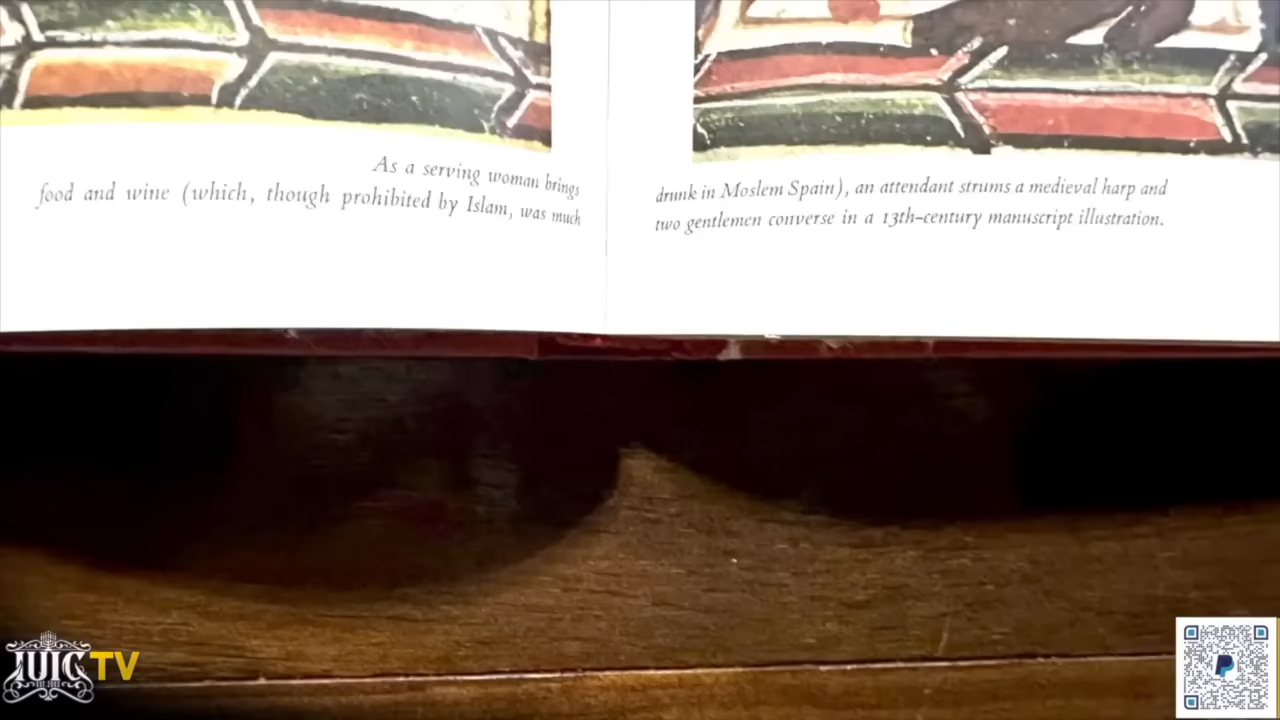 As a serving woman brings
food and wine (which, though prohibited by Islam, was much
drunk in Moslem Spain), an attendant strums a medieval harp and
two gentlemen converse in a 13th-century manuscript illustration.
IUIC TV